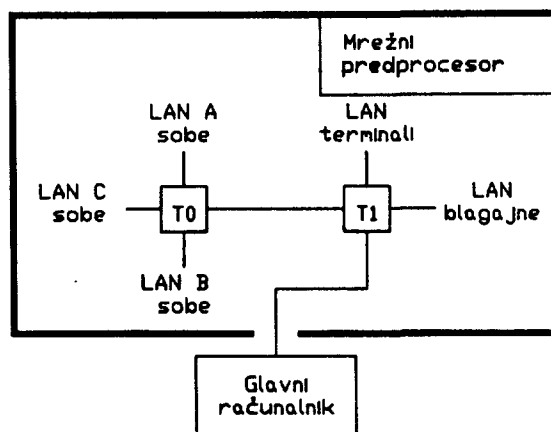 Mrežni
predprocesor
LAN A
sobe
LAN
terminali
LAN C
sobe
T0
T1
LAN
blagajne
LAN B
sobe
Glavni
računalnik